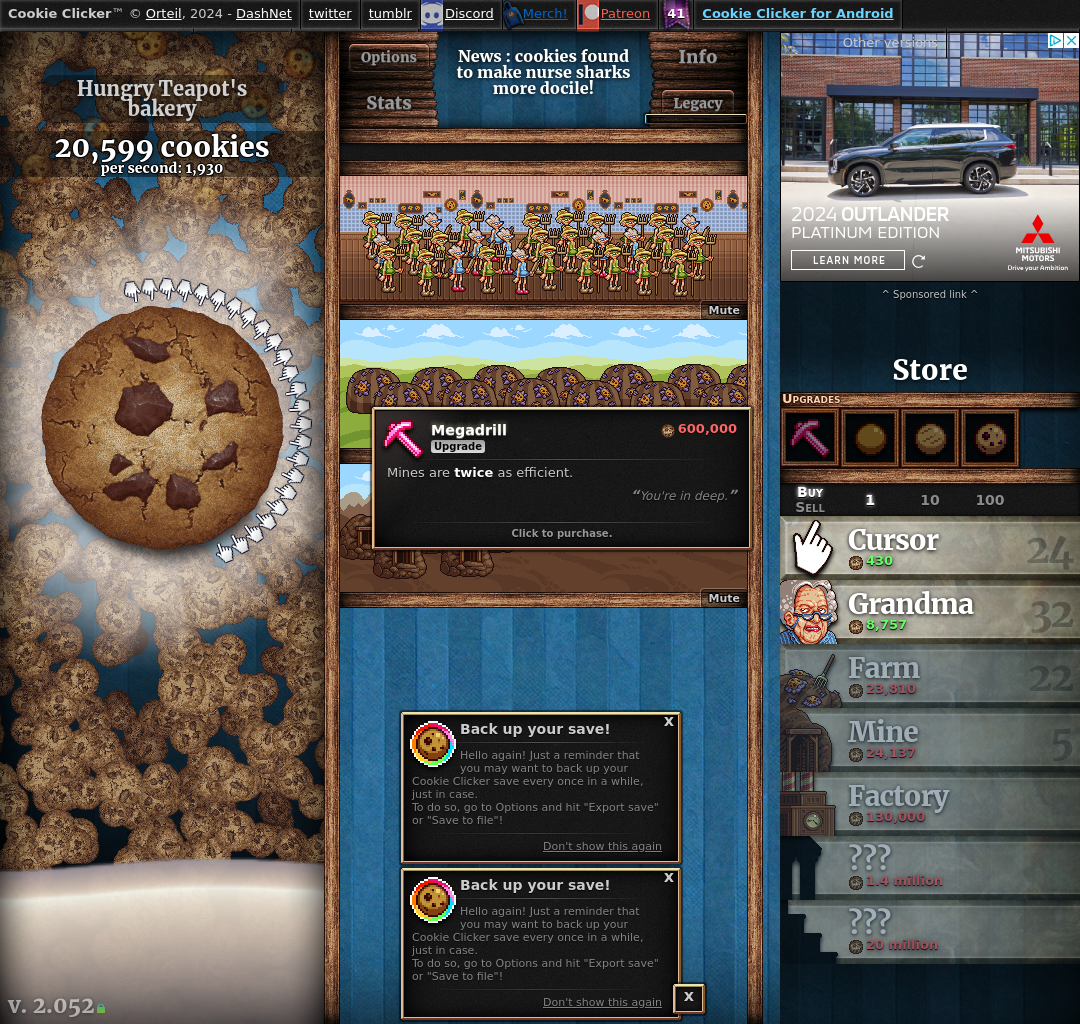 Cookie Clicker™ © Orteil, 2024 - DashNet
twitter
tumblr
Discord
Merch!
Patreon
41
Cookie Clicker for Android
Other versions
Hungry Teapot's
bakery
20,599 cookies
per second: 1,930
v. 2.052
Options
Stats
News : cookies found
to make nurse sharks
more docile!
Info
Legacy
Mute
Megadrill
600,000
Upgrade
Mines are twice as efficient.
“You're in deep.”
Click to purchase.
Mute
X
Back up your save!
Hello again! Just a reminder that
you may want to back up your
Cookie Clicker save every once in a while,
just in case.
To do so, go to Options and hit "Export save"
or "Save to file"!
Don't show this again
X
Back up your save!
Hello again! Just a reminder that
you may want to back up your
Cookie Clicker save every once in a while,
just in case.
To do so, go to Options and hit "Export save"
or "Save to file"!
Don't show this again
X
2024 OUTLANDER
PLATINUM EDITION
LEARN MORE
MITSUBISHI
MOTORS
Drive your Ambition
^ Sponsored link ^
Store
Upgrades
Buy
Sell
1
10
100
Cursor
430
24
Grandma
8,757
32
Farm
23,810
22
Mine
24,137
5
Factory
130,000
???
1.4 million
???
20 million